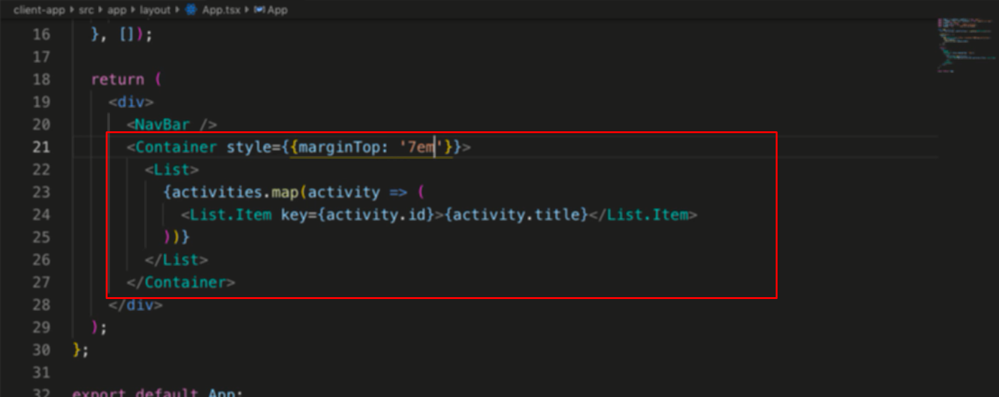 client-app src app layout App.tsx App
16 }, []);
17
18 return (
19 <div>
20 <NavBar />
21 <Container style={{marginTop: '7em'}}>
22 <List>
23 {activities.map(activity => (
24 <List.Item key={activity.id}>{activity.title}</List.Item>
25 ))}
26 </List>
27 </Container>
28 </div>
29 );
30 };
31
32 export default App;